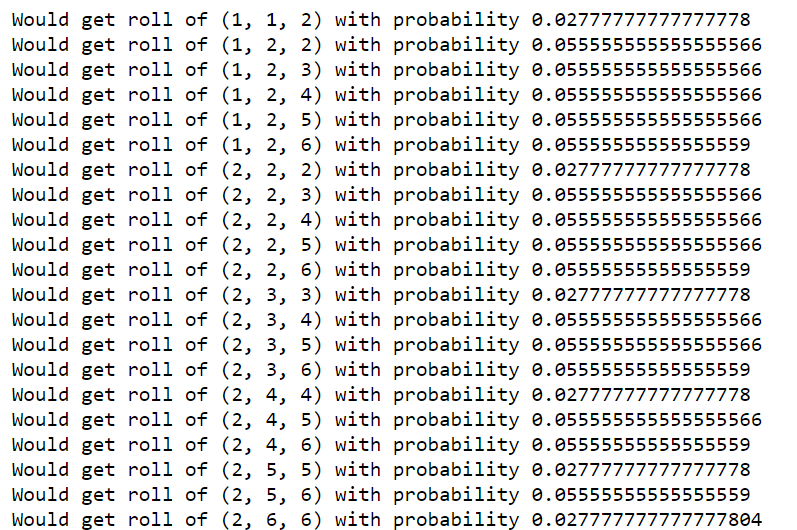 Would get roll of (1, 1, 2) with probability 0.02777777777777778
Would get roll of (1, 2, 2) with probability 0.055555555555555566
Would get roll of (1, 2, 3) with probability 0.055555555555555566
Would get roll of (1, 2, 4) with probability 0.055555555555555566
Would get roll of (1, 2, 5) with probability 0.055555555555555566
Would get roll of (1, 2, 6) with probability 0.05555555555555559
Would get roll of (2, 2, 2) with probability 0.02777777777777778
Would get roll of (2, 2, 3) with probability 0.055555555555555566
Would get roll of (2, 2, 4) with probability 0.055555555555555566
Would get roll of (2, 2, 5) with probability 0.055555555555555566
Would get roll of (2, 2, 6) with probability 0.05555555555555559
Would get roll of (2, 3, 3) with probability 0.02777777777777778
Would get roll of (2, 3, 4) with probability 0.055555555555555566
Would get roll of (2, 3, 5) with probability 0.055555555555555566
Would get roll of (2, 3, 6) with probability 0.05555555555555559
Would get roll of (2, 4, 4) with probability 0.02777777777777778
Would get roll of (2, 4, 5) with probability 0.055555555555555566
Would get roll of (2, 4, 6) with probability 0.05555555555555559
Would get roll of (2, 5, 5) with probability 0.02777777777777778
Would get roll of (2, 5, 6) with probability 0.05555555555555559
Would get roll of (2, 6, 6) with probability 0.027777777777777804